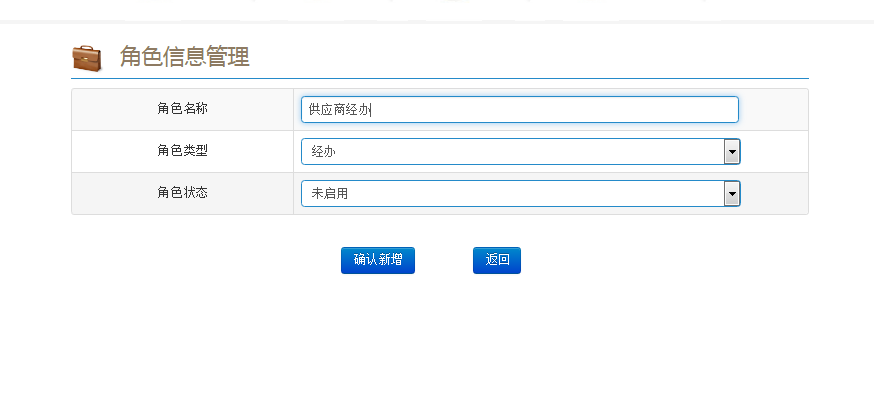 角色信息管理
角色名称 供应商经办
角色类型 经办
角色状态 未启用
确认新增 返回